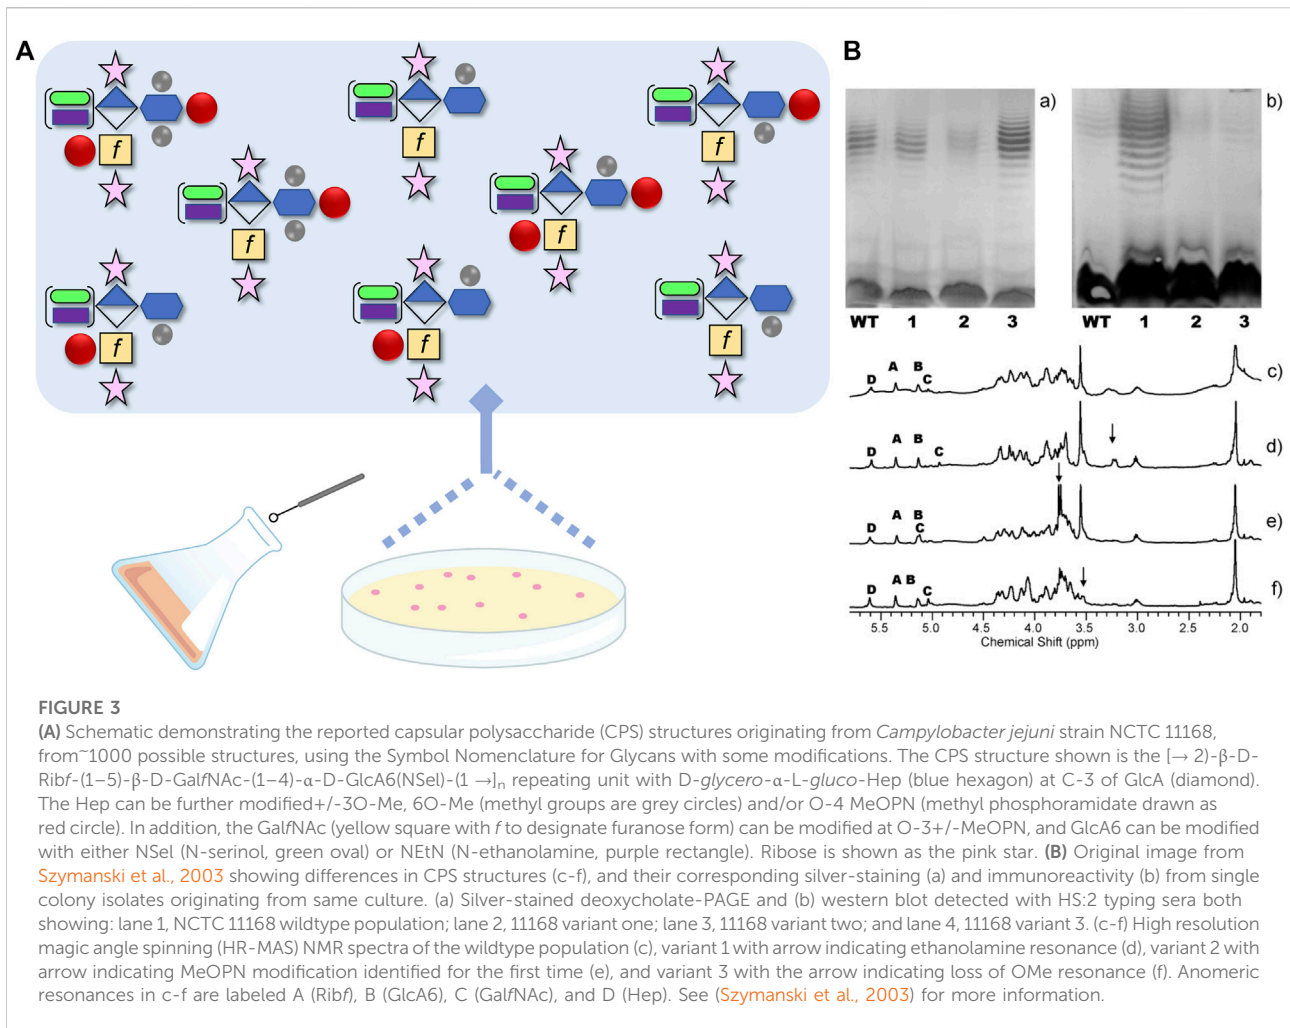 A
B
f
f
f
f
f
f
a)
b)
WT 1 2 3
WT 1 2 3
D A B C c)
D A B C d)
D A B C e)
D A B C f)
5.5 5.0 4.5 4.0 3.5 3.0 2.5 2.0
Chemical Shift (ppm)
FIGURE 3
(A) Schematic demonstrating the reported capsular polysaccharide (CPS) structures originating from Campylobacter jejuni strain NCTC 11168,
from~1000 possible structures, using the Symbol Nomenclature for Glycans with some modifications. The CPS structure shown is the [→ 2)-β-D-
Ribf-(1–5)-β-D-GalfNAc-(1–4)-α-D-GlcA6(NSel)-(1 →]n repeating unit with D-glycero-α-L-gluco-Hep (blue hexagon) at C-3 of GlcA (diamond).
The Hep can be further modified+/-3O-Me, 6O-Me (methyl groups are grey circles) and/or O-4 MeOPN (methyl phosphoramidate drawn as
red circle). In addition, the GalfNAc (yellow square with f to designate furanose form) can be modified at O-3+/-MeOPN, and GlcA6 can be modified
with either NSel (N-serinol, green oval) or NEtN (N-ethanolamine, purple rectangle). Ribose is shown as the pink star. (B) Original image from
Szymanski et al., 2003 showing differences in CPS structures (c-f), and their corresponding silver-staining (a) and immunoreactivity (b) from single
colony isolates originating from same culture. (a) Silver-stained deoxycholate-PAGE and (b) western blot detected with HS:2 typing sera both
showing: lane 1, NCTC 11168 wildtype population; lane 2, 11168 variant one; lane 3, 11168 variant two; and lane 4, 11168 variant 3. (c-f) High resolution
magic angle spinning (HR-MAS) NMR spectra of the wildtype population (c), variant 1 with arrow indicating ethanolamine resonance (d), variant 2 with
arrow indicating MeOPN modification identified for the first time (e), and variant 3 with the arrow indicating loss of OMe resonance (f). Anomeric
resonances in c-f are labeled A (Ribf), B (GlcA6), C (GalfNAc), and D (Hep). See (Szymanski et al., 2003) for more information.